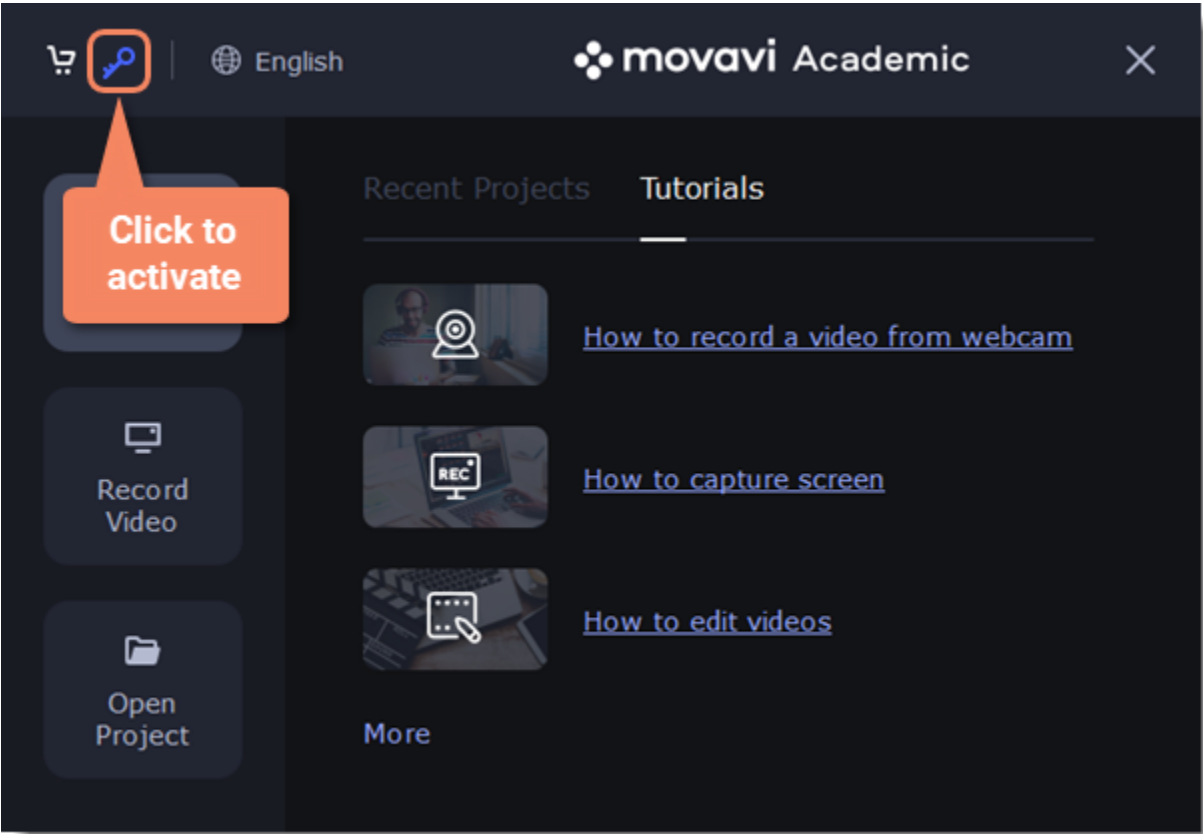 English
movavi Academic
Click to
activate
Recent Projects
Tutorials
How to record a video from webcam
REC
How to capture screen
Record
Video
How to edit videos
Open
Project
More